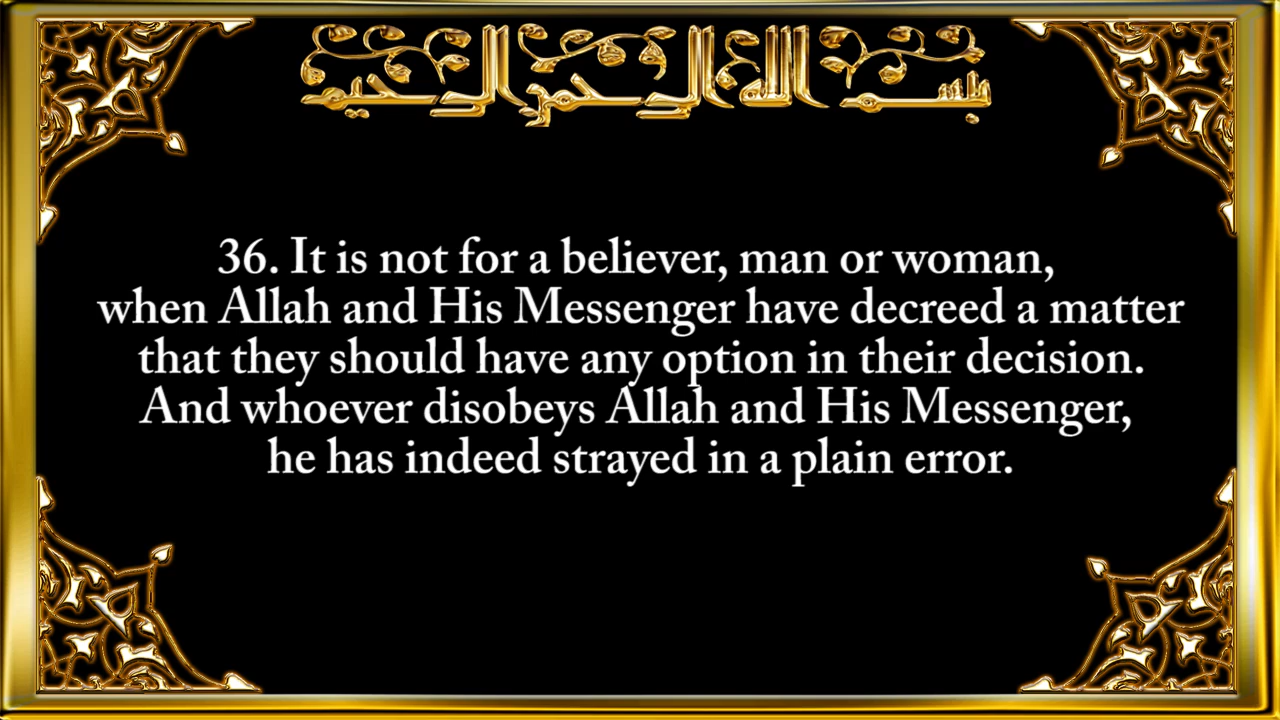 بسم الله الرحمن الرحيم
36. It is not for a believer, man or woman,
when Allah and His Messenger have decreed a matter
that they should have any option in their decision.
And whoever disobeys Allah and His Messenger,
he has indeed strayed in a plain error.